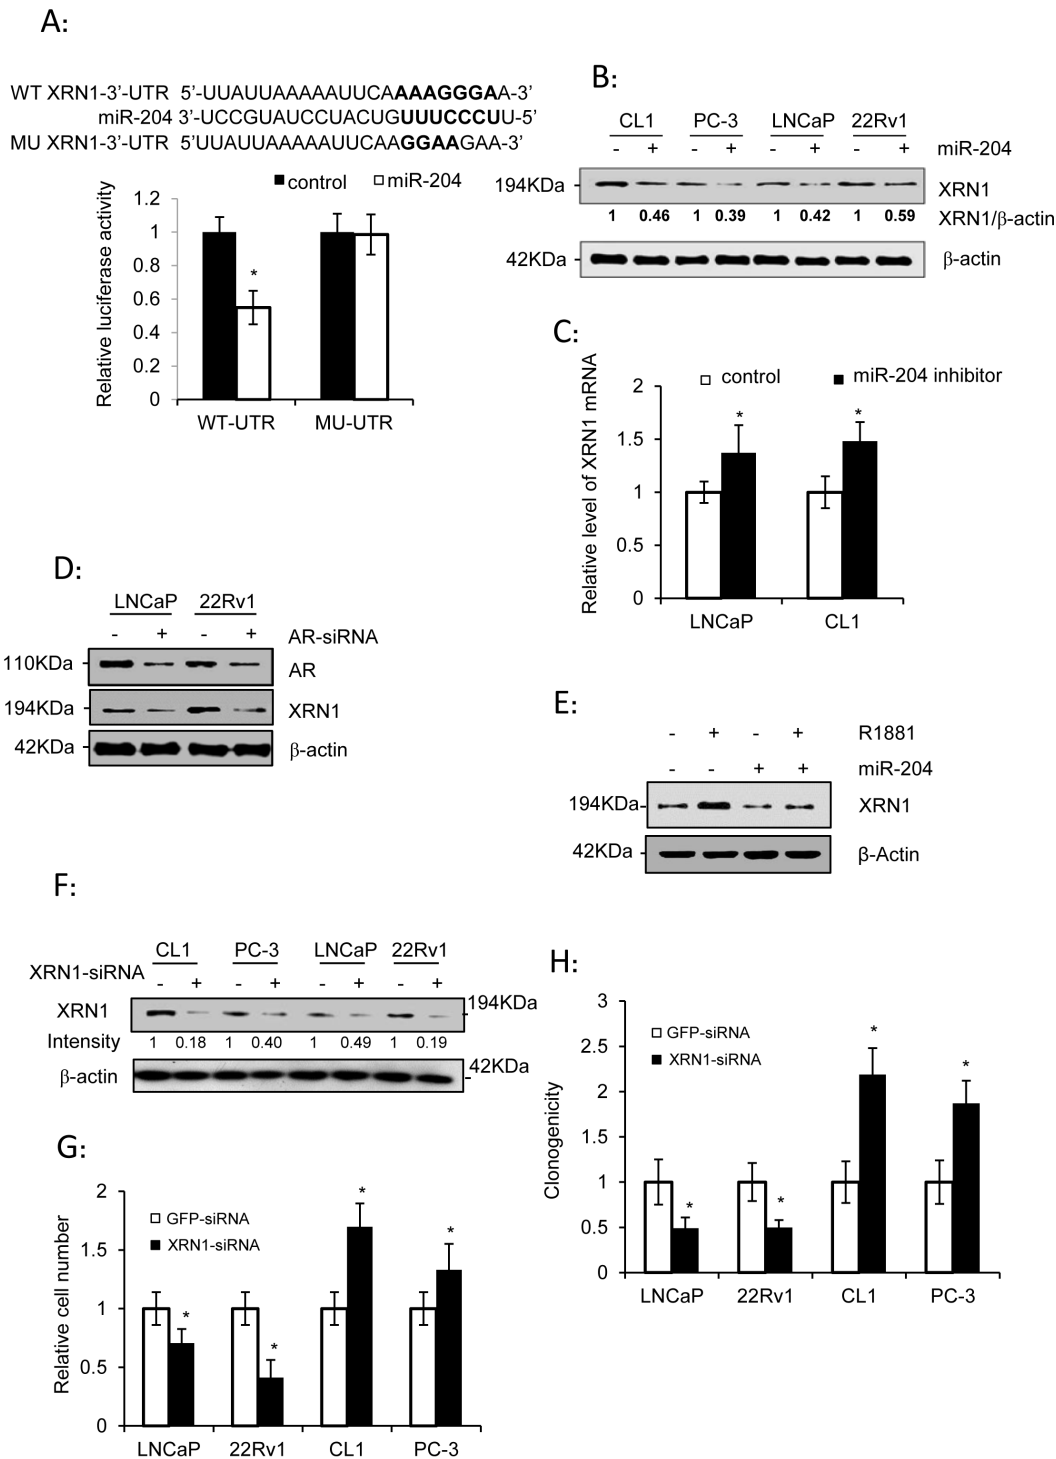 A:
WT XRN1-3’-UTR 5’-UUAUUAAAAAUUCAAAAGGGAA-3’
miR-204 3’-UCCGUAUCCUACUGUUUCCCUU-5’
MU XRN1-3’-UTR 5’UUAUUAAAAAUUCAAGGAAGAA-3’
control miR-204
Relative luciferase activity
1.2
1
0.8
0.6
0.4
0.2
0
*
WT-UTR MU-UTR
B:
CL1 PC-3 LNCaP 22Rv1
- + - + - + - + miR-204
194KDa XRN1
1 0.46 1 0.39 1 0.42 1 0.59 XRN1/β-actin
42KDa β-actin
C:
control miR-204 inhibitor
Relative level of XRN1 mRNA
2
1.5
1
0.5
0
* *
LNCaP CL1
D:
LNCaP 22Rv1
- + - + AR-siRNA
110KDa AR
194KDa XRN1
42KDa β-actin
E:
- + - + R1881
- - + + miR-204
194KDa XRN1
42KDa β-Actin
F:
CL1 PC-3 LNCaP 22Rv1
XRN1-siRNA - + - + - + - +
XRN1 194KDa
Intensity 1 0.18 1 0.40 1 0.49 1 0.19
β-actin 42KDa
G:
GFP-siRNA
XRN1-siRNA
Relative cell number
2
1.5
1
0.5
0
* * * *
LNCaP 22Rv1 CL1 PC-3
H:
GFP-siRNA
XRN1-siRNA
Clonogenicity
3
2.5
2
1.5
1
0.5
0
* * * *
LNCaP 22Rv1 CL1 PC-3